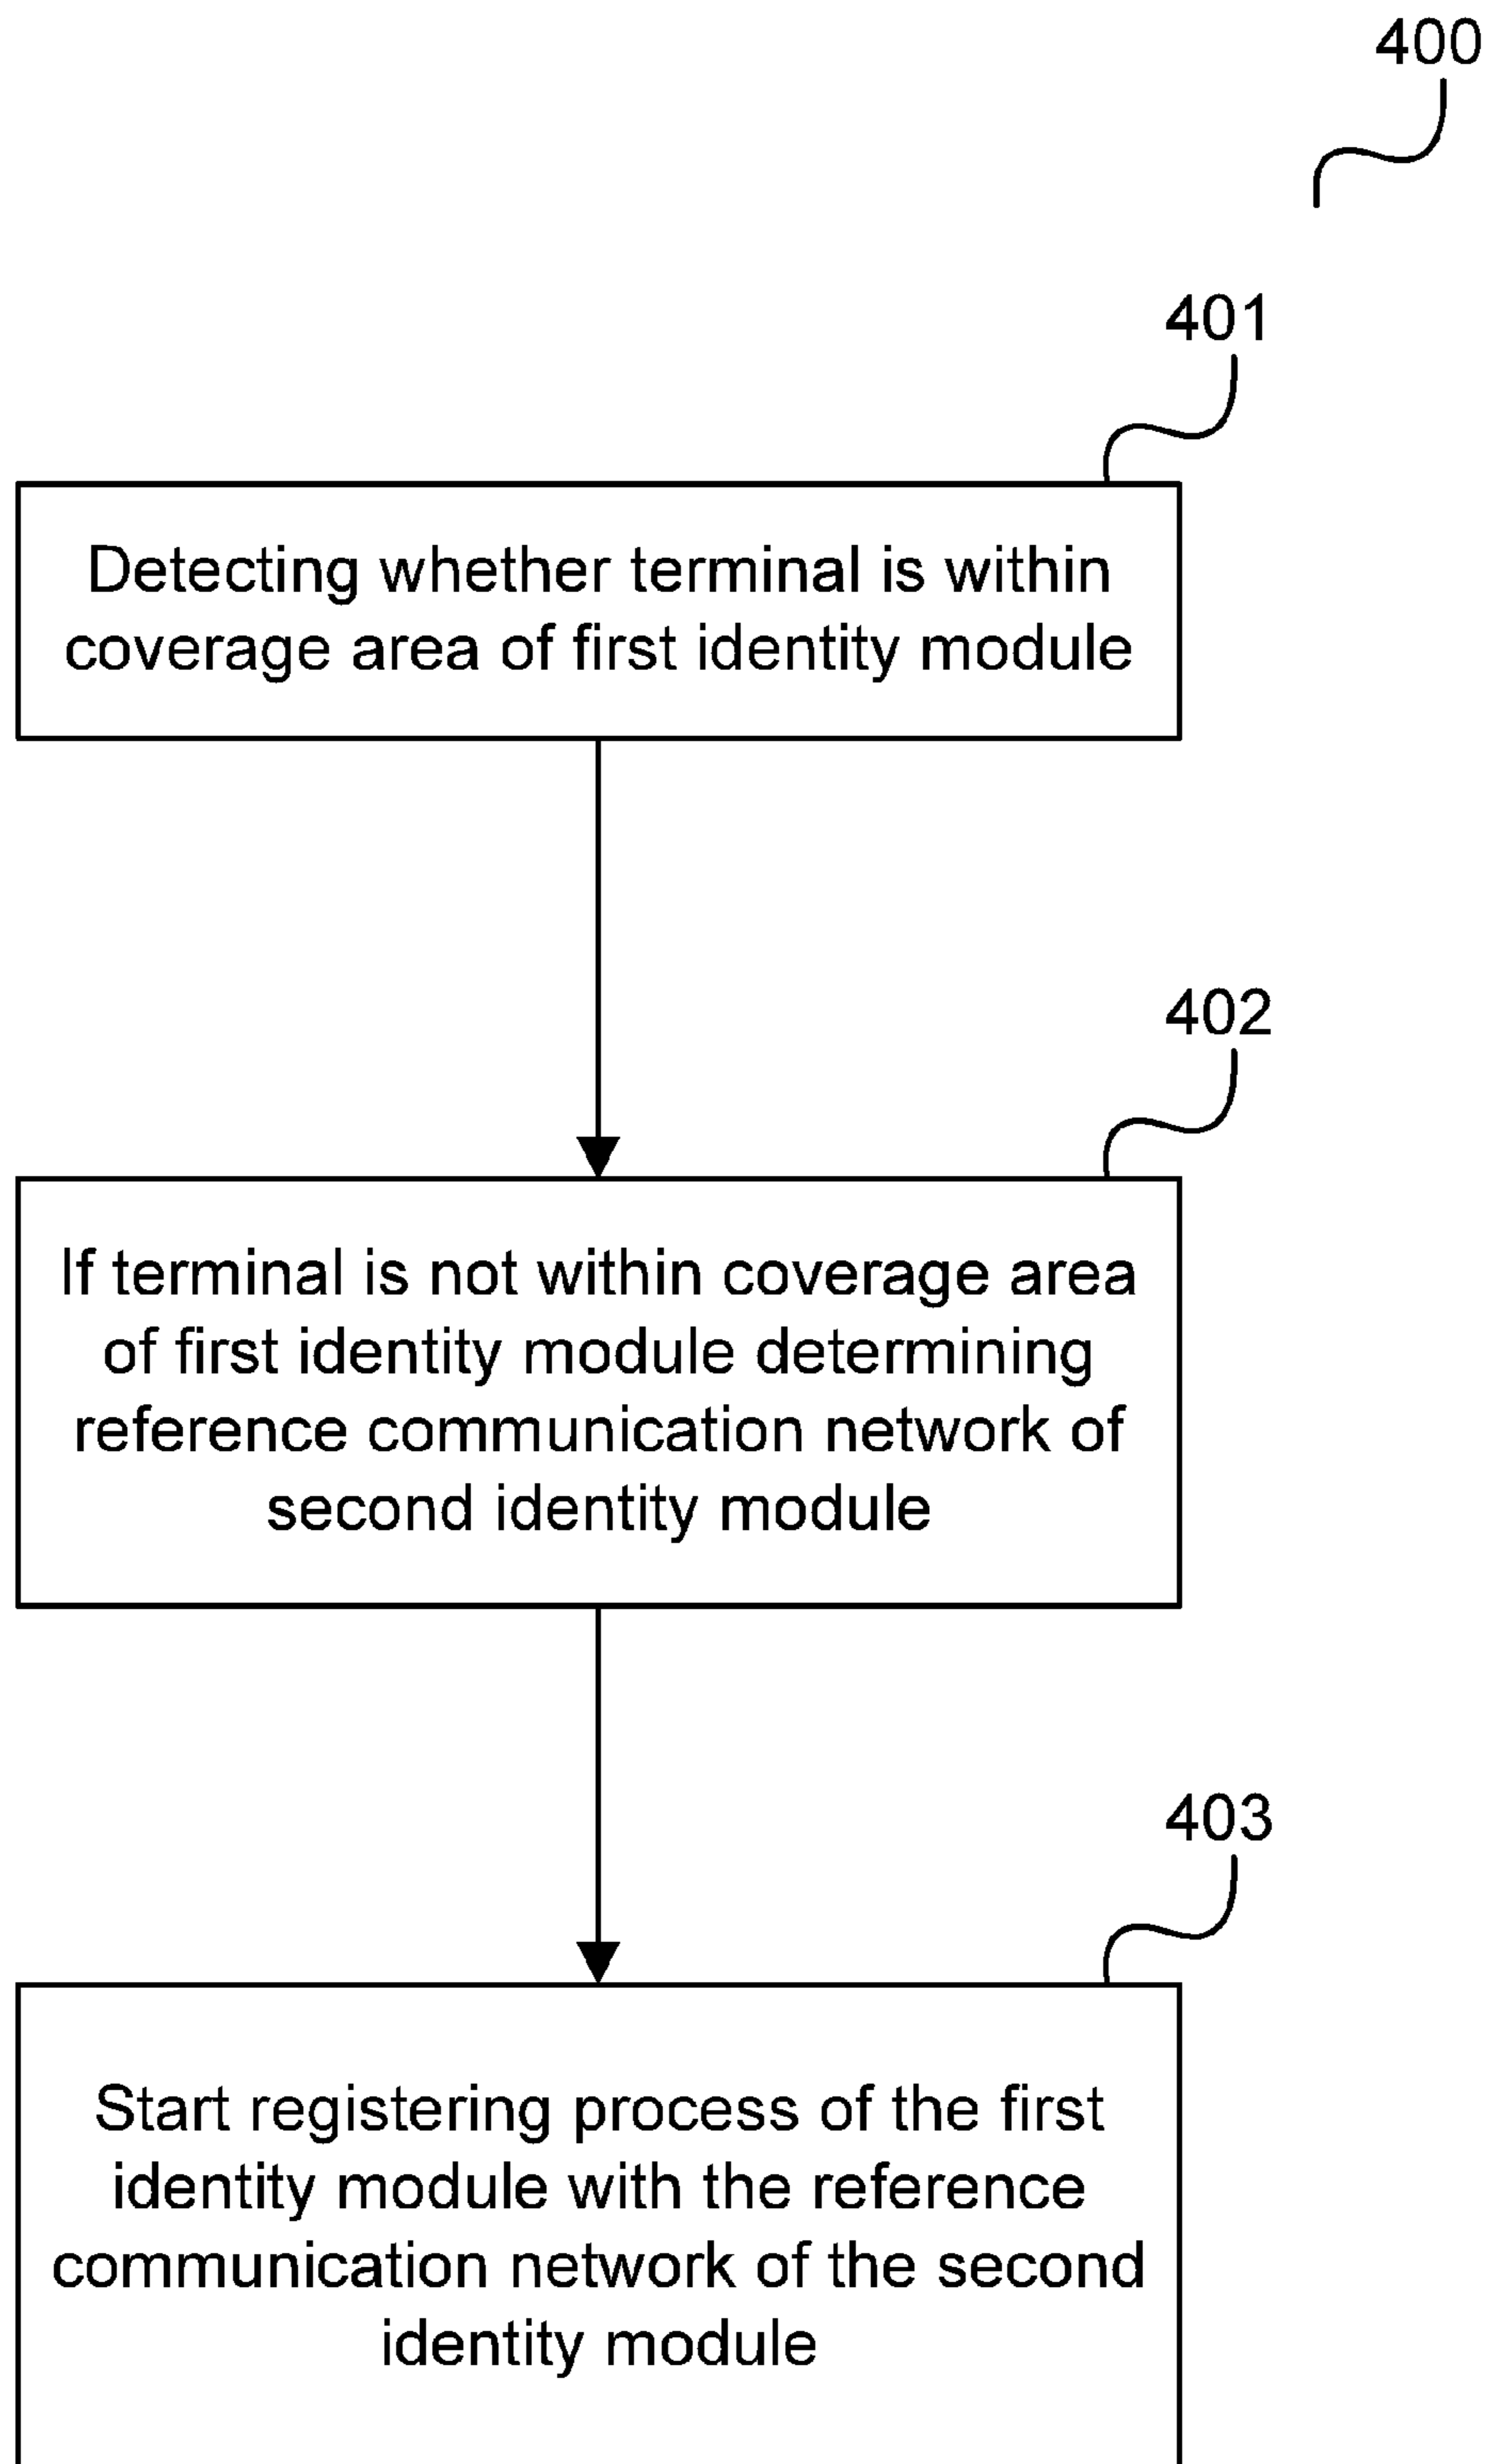 400
401
Detecting whether terminal is within
coverage area of first identity module
402
If terminal is not within coverage area
of first identity module determining
reference communication network of
second identity module
403
Start registering process of the first
identity module with the reference
communication network of the second
identity module